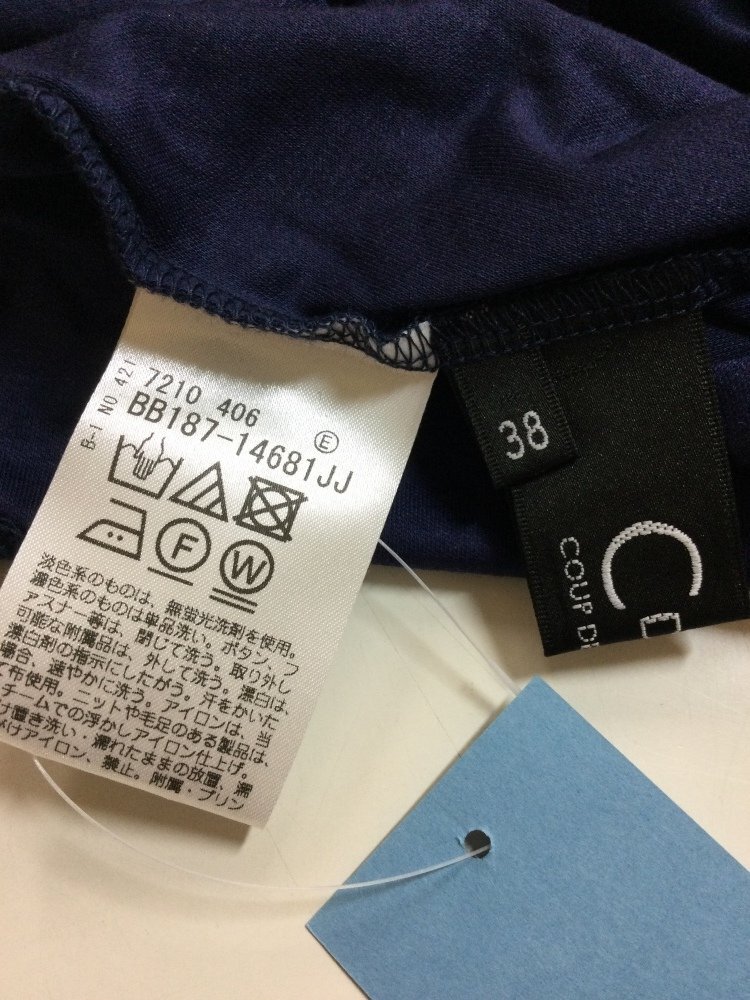 B-1 NO 421
7210 406
BB187-14681JJ
E
F
W
淡色系のものは、無蛍光洗剤を使用。
濃色系のものは単品洗い。ボタン、フ
ァスナー等は、閉じて洗う。取り外し
可能な附属品は、外して洗う。漂白は、
漂白剤の指示にしたがう。汗をかいた
場合、速やかに洗う。アイロンは、当
て布使用。ニットや毛足のある製品は、
チームでの浮かしアイロン仕上げ。
け置き洗い・濡れたままの放置、濡
アイロン、禁止。附属・プリン
38
COUP DE